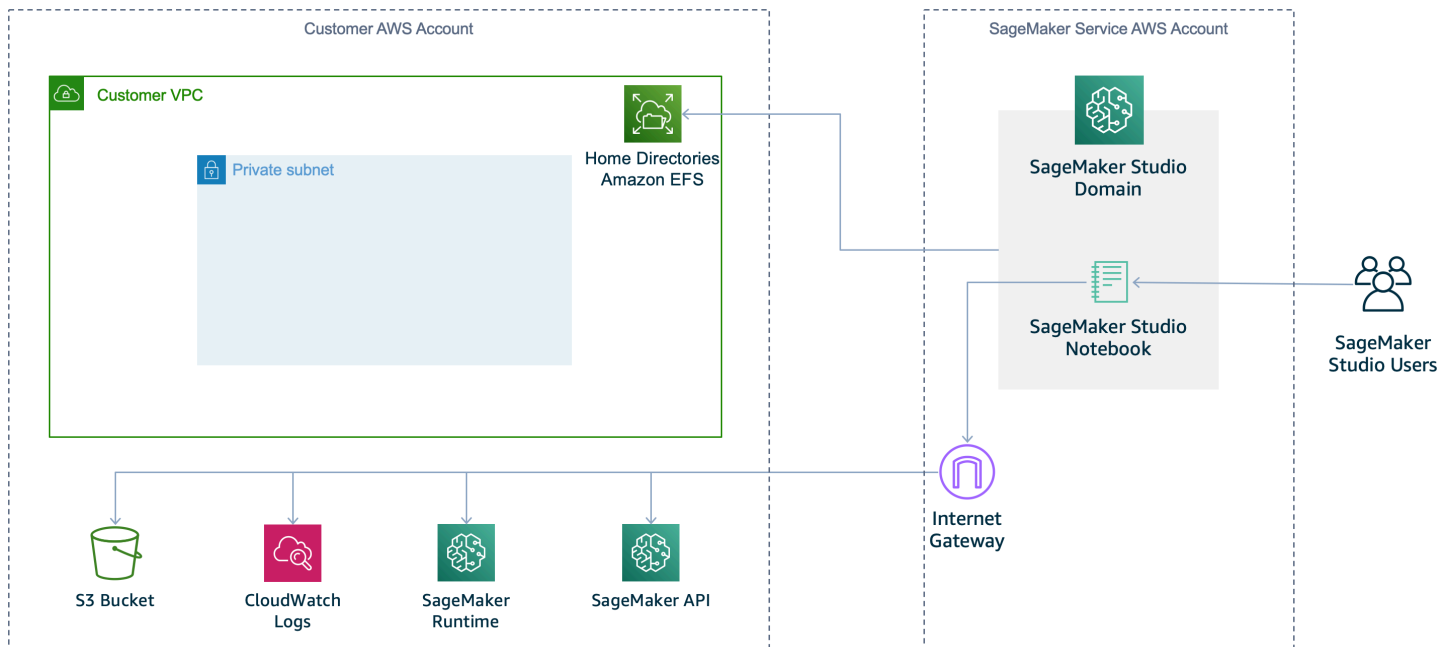 Customer AWS Account
SageMaker Service AWS Account
Customer VPC
Home Directories
Amazon EFS
Private subnet
SageMaker Studio
Domain
SageMaker Studio
Notebook
SageMaker
Studio Users
Internet
Gateway
S3 Bucket
CloudWatch
Logs
SageMaker
Runtime
SageMaker API